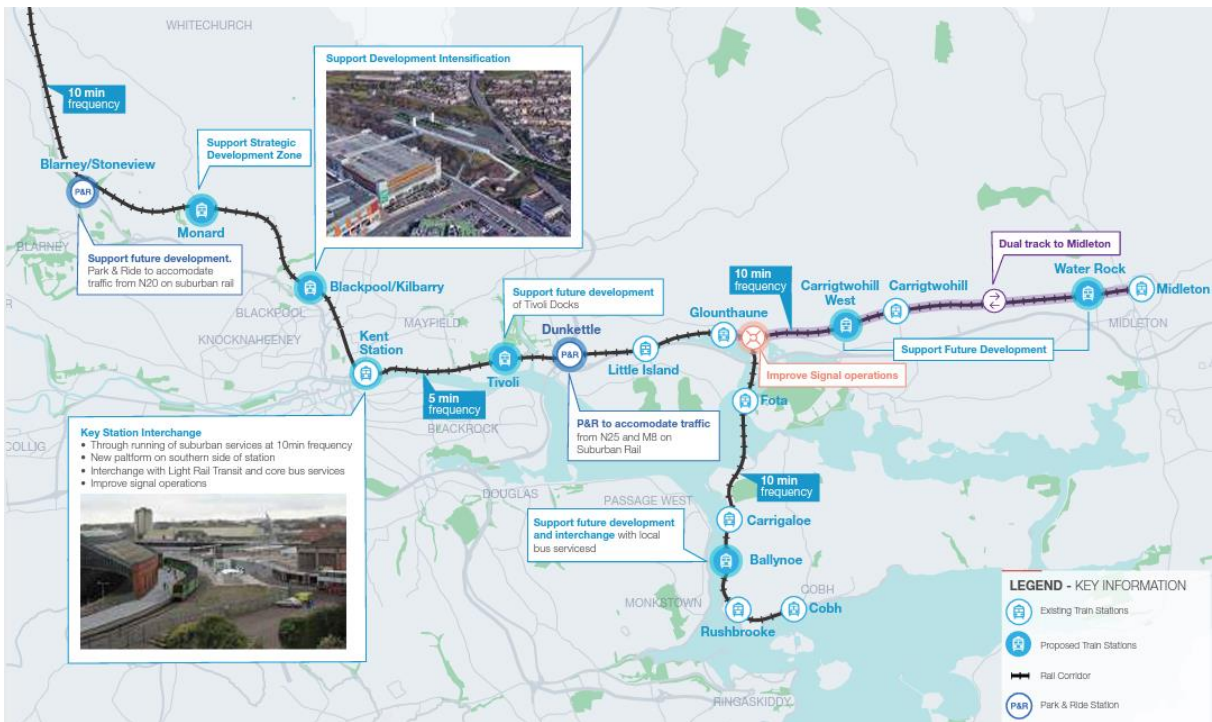 WHITECHURCH
10 min
frequency
Blarney/Stoneview
P&R
BLARNEY
Support future development.
Park & Ride to accomodate
traffic from N20 on suburban rail
Support Strategic
Development Zone
Monard
Support Development Intensification
Blackpool/Kilbarry
BLACKPOOL
KNOCKNAHEENEY
MAYFIELD
Kent
Station
5 min
frequency
Key Station Interchange
• Through running of suburban services at 10min frequency
• New paltform on southern side of station
• Interchange with Light Rail Transit and core bus services
• Improve signal operations
COLLIG
Support future development
of Tivoli Docks
Tivoli
Dunkettle
P&R
P&R to accomodate traffic
from N25 and M8 on
Suburban Rail
BLACKROCK
DOUGLAS
Little Island
Glounthaune
Improve Signal operations
10 min
frequency
Carrigtwohill
West
Carrigtwohill
Dual track to Midleton
Water Rock
Midleton
MIDLETON
Support Future Development
Fota
10 min
frequency
PASSAGE WEST
Carrigaloe
Support future development
and interchange with local
bus servicesd
Ballynoe
MONKSTOWN
COBH
Rushbrooke
Cobh
RINGASKIDDY
LEGEND - KEY INFORMATION
Existing Train Stations
Proposed Train Stations
Rail Corridor
P&R
Park & Ride Station